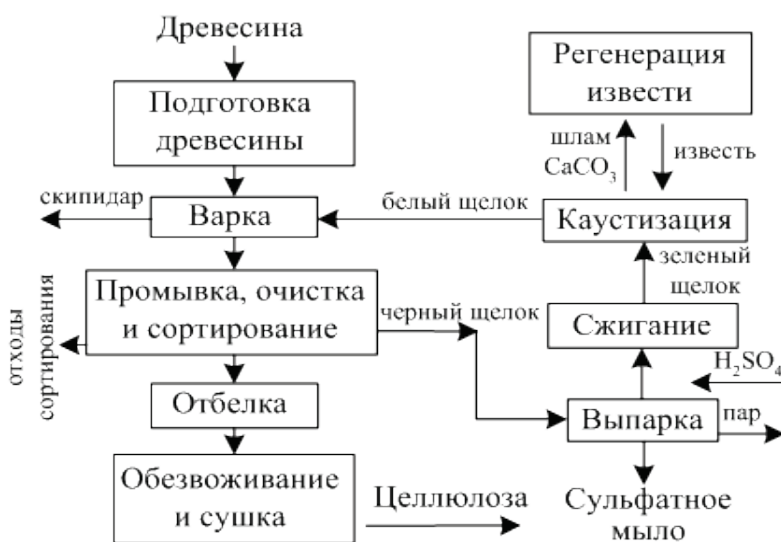 Древесина
Подготовка
древесины
скипидар
Варка
Промывка, очистка
и сортирование
отходы
сортирования
Отбелка
Обезвоживание
и сушка
Целлюлоза
черный щелок
белый щелок
Регенерация
извести
шлам
CaCO₃
известь
Каустизация
зеленый
щелок
Сжигание
H₂SO₄
Выпарка
пар
Сульфатное
мыло